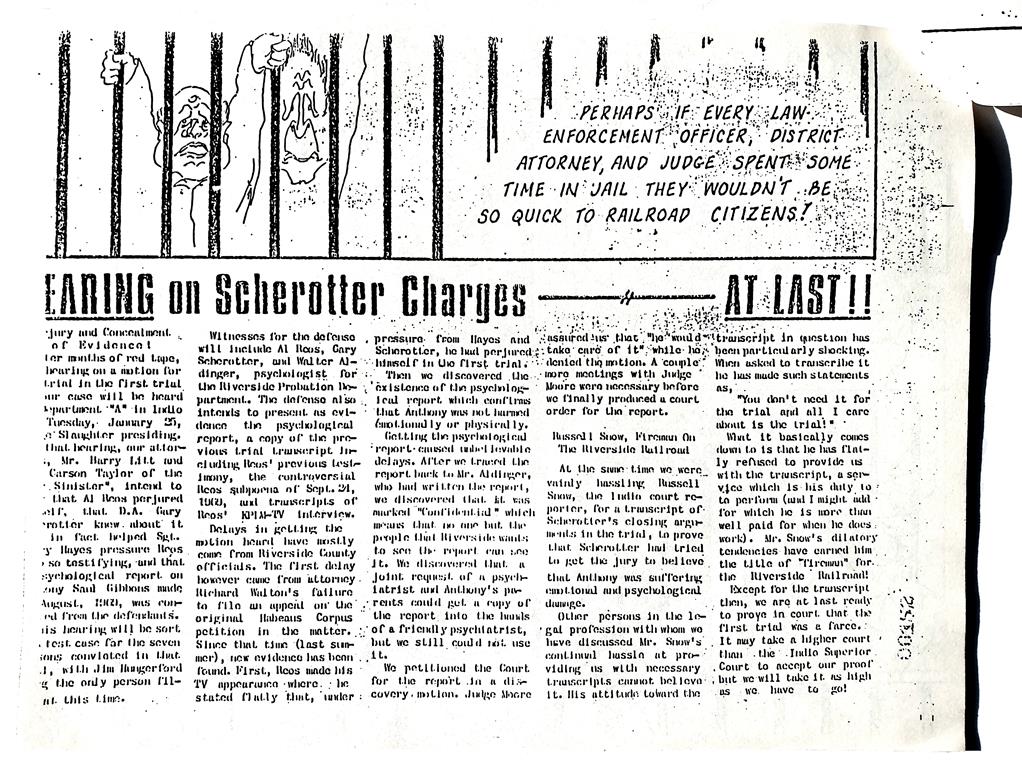 PERHAPS IF EVERY LAW-
ENFORCEMENT OFFICER, DISTRICT
ATTORNEY, AND JUDGE SPENT SOME
TIME IN JAIL THEY WOULDN'T BE
SO QUICK TO RAILROAD CITIZENS!
EARING on Scherotter Charges
AT LAST!!
jury and Concealment
of Evidence!
ter months of red tape,
hearing on a motion for
trial in the first trial
our case will be heard
epartment "A" in Indio
Tuesday, January 25,
e Slaughter presiding.
that hearing, our attor-
Mr. Barry Litt and
Carson Taylor of the
Sinister", intend to
that Al Reos perjured
elf, that D.A. Gary
rotter knew about it
in fact helped Sgt.
y Hayes pressure Reos
so testifying, and that
sychological report on
ony Saul Gibbons made
August, 1969, was con-
ed from the defendants.
is hearing will be sort
test case for the seven
sons convicted in that
l, with Jim Hungerford
g the only person fil-
at this time.
Witnesses for the defense
will include Al Reos, Gary
Scherotter, and Walter Al-
dinger, psychologist for
the Riverside Probation De-
partment. The defense also
intends to present as evi-
dence the psychological
report, a copy of the pre-
vious trial transcript in-
cluding Reos' previous test-
imony, the controversial
Reos subpoena of Sept. 21,
1969, and transcripts of
Reos' KPLM-TV interview.
Delays in getting the
motion heard have mostly
come from Riverside County
officials. The first delay
however came from attorney
Richard Walton's failure
to file an appeal on the
original Habeaus Corpus
petition in the matter.
Since that time (last sum-
mer), new evidence has been
found. First, Reos made his
TV appearance where he
stated flatly that, under
pressure from Hayes and
Scherotter, he had perjured
himself in the first trial.
Then we discovered the
existence of the psycholog-
ical report which confirms
that Anthony was not harmed
emotionally or physically.
Getting the psychological
report caused unbelievable
delays. After we traced the
report back to Mr. Aldinger,
who had written the report,
we discovered that it was
marked "Confidential" which
means that no one but the
people that Riverside wants
to see the report can see
it. We discovered that a
joint request of a psych-
iatrist and Anthony's pa-
rents could get a copy of
the report into the hands
of a friendly psychiatrist,
but we still could not use
it.
We petitioned the Court
for the report in a dis-
covery motion. Judge Moore
assured us that "he would
take care of it" while he
denied the motion. A couple
more meetings with Judge
Moore were necessary before
we finally produced a court
order for the report.
Russell Snow, Fireman On
The Riverside Railroad
At the same time we were
vainly hassling Russell
Snow, the Indio court re-
porter, for a transcript of
Scherotter's closing argu-
ments in the trial, to prove
that Scherotter had tried
to get the jury to believe
that Anthony was suffering
emotional and psychological
damage.
Other persons in the le-
gal profession with whom we
have discussed Mr. Snow's
continual hassle at pro-
viding us with necessary
transcripts cannot believe
it. His attitude toward the
transcript in question has
been particularly shocking.
When asked to transcribe it
he has made such statements
as,
"You don't need it for
the trial and all I care
about is the trial!"
What it basically comes
down to is that he has flat-
ly refused to provide us
with the transcript, a ser-
vice which is his duty to
to perform (and I might add
for which he is more than
well paid for when he does
work). Mr. Snow's dilatory
tendencies have earned him
the title of "Fireman" for
the Riverside Railroad!
Except for the transcript
then, we are at last ready
to prove in court that the
first trial was a farce.
It may take a higher court
than the Indio Superior
Court to accept our proof
but we will take it as high
as we have to go!
00152